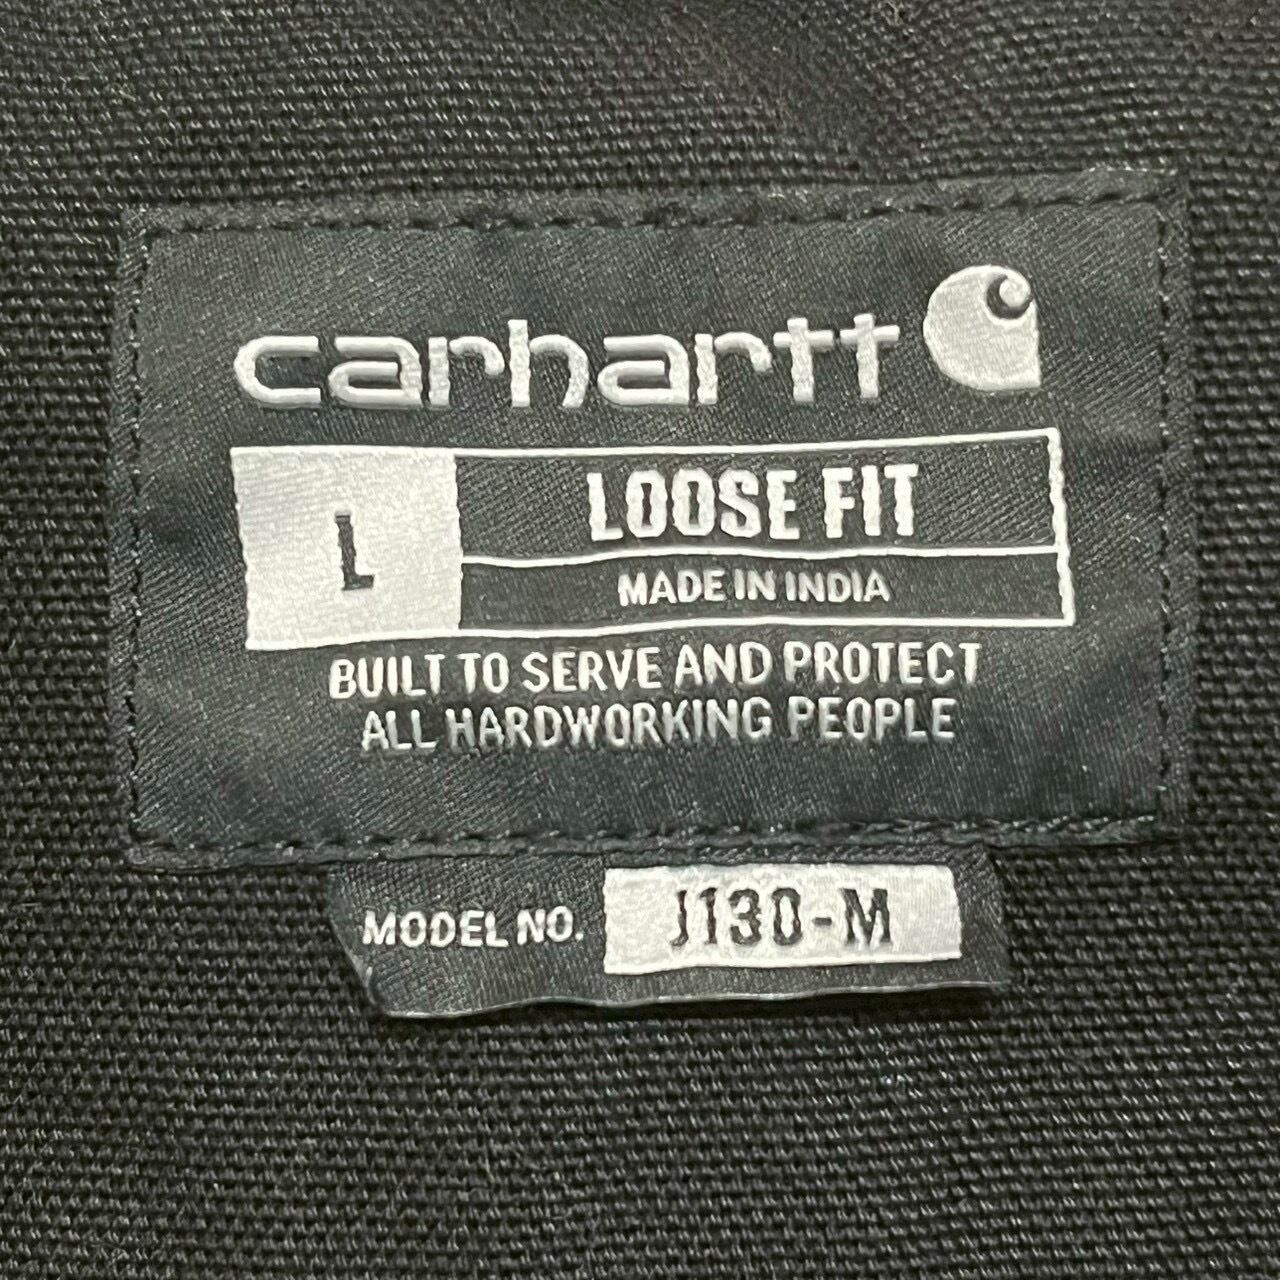 carhartt
L
LOOSE FIT
MADE IN INDIA
BUILT TO SERVE AND PROTECT
ALL HARDWORKING PEOPLE
MODEL NO. J130-M